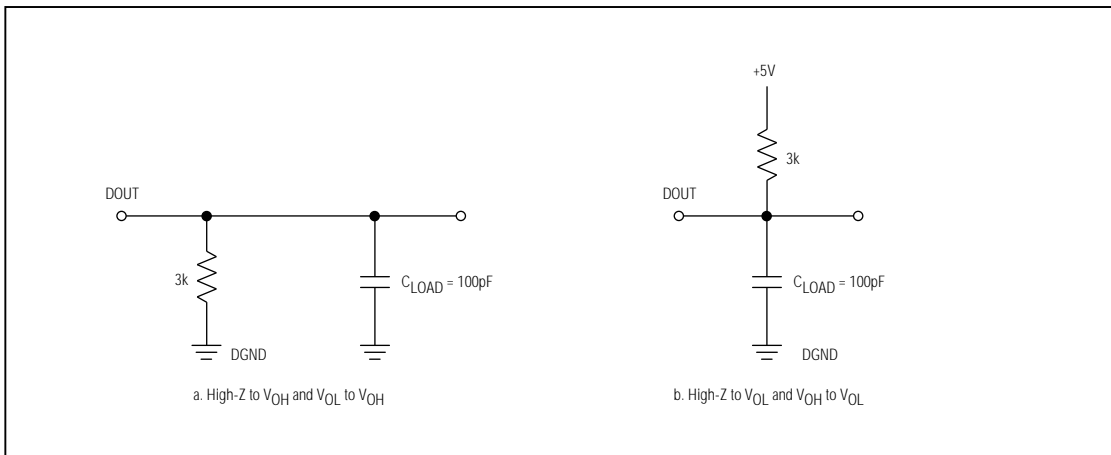 DOUT
3k
CLOAD = 100pF
DGND
a. High-Z to VOH and VOL to VOH
+5V
3k
DOUT
CLOAD = 100pF
DGND
b. High-Z to VOL and VOH to VOL